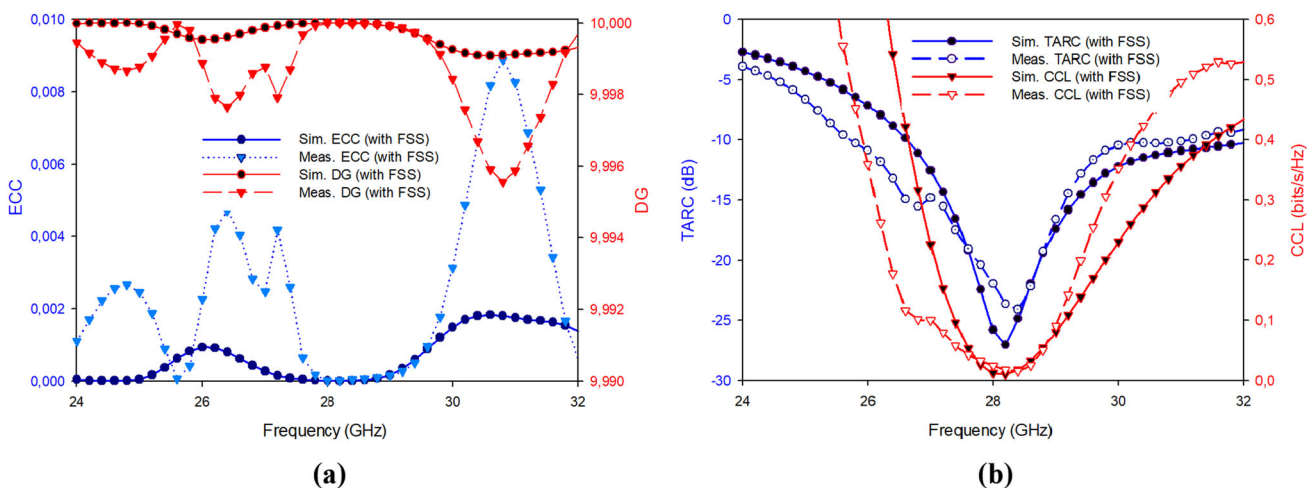 0,010
0,008
0,006
0,004
0,002
0,000
ECC
10,000
9,998
9,996
9,994
9,992
9,990
DG
Sim. ECC (with FSS)
Meas. ECC (with FSS)
Sim. DG (with FSS)
Meas. DG (with FSS)
24 26 28 30 32
Frequency (GHz)
(a)
0
-5
-10
-15
-20
-25
-30
TARC (dB)
0,6
0,5
0,4
0,3
0,2
0,1
0,0
CCL (bits/s/Hz)
Sim. TARC (with FSS)
Meas. TARC (with FSS)
Sim. CCL (with FSS)
Meas. CCL (with FSS)
24 26 28 30 32
Frequency (GHz)
(b)